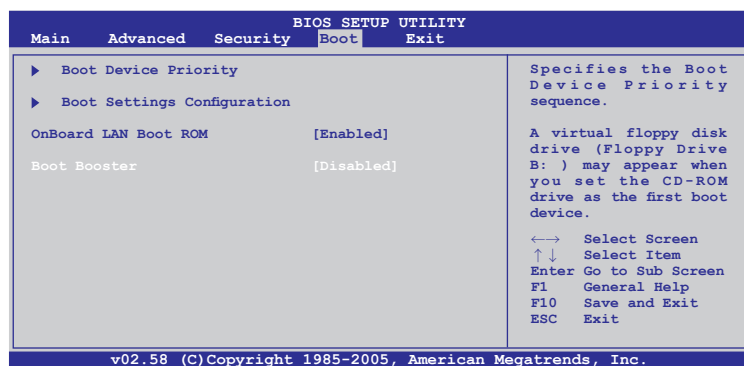 BIOS SETUP UTILITY
Main Advanced Security Boot Exit
Boot Device Priority
Boot Settings Configuration
OnBoard LAN Boot ROM [Enabled]
Boot Booster [Disabled]
Specifies the Boot
Device Priority
sequence.
A virtual floppy disk
drive (Floppy Drive
B: ) may appear when
you set the CD-ROM
drive as the first boot
device.
←→ Select Screen
↑↓ Select Item
Enter Go to Sub Screen
F1 General Help
F10 Save and Exit
ESC Exit
v02.58 (C)Copyright 1985-2005, American Megatrends, Inc.